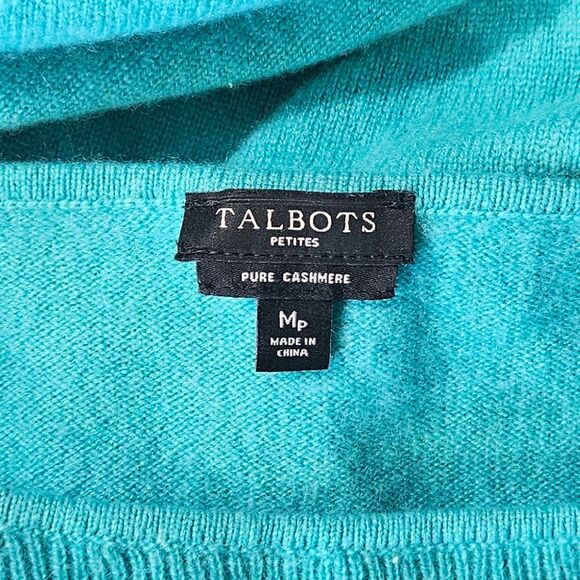 TALBOTS
PETITES
PURE CASHMERE
MP
MADE IN
CHINA